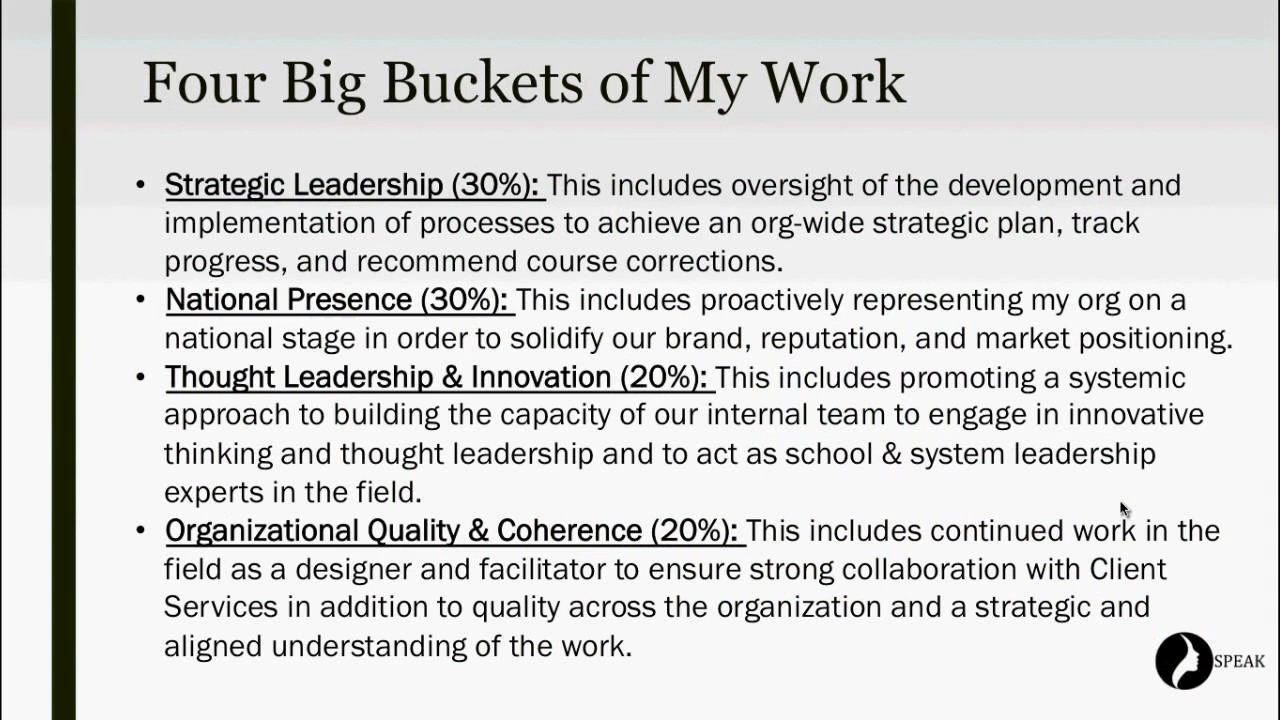 Four Big Buckets of My Work
• Strategic Leadership (30%): This includes oversight of the development and
implementation of processes to achieve an org-wide strategic plan, track
progress, and recommend course corrections.
• National Presence (30%): This includes proactively representing my org on a
national stage in order to solidify our brand, reputation, and market positioning.
• Thought Leadership & Innovation (20%): This includes promoting a systemic
approach to building the capacity of our internal team to engage in innovative
thinking and thought leadership and to act as school & system leadership
experts in the field.
• Organizational Quality & Coherence (20%): This includes continued work in the
field as a designer and facilitator to ensure strong collaboration with Client
Services in addition to quality across the organization and a strategic and
aligned understanding of the work.
SPEAK